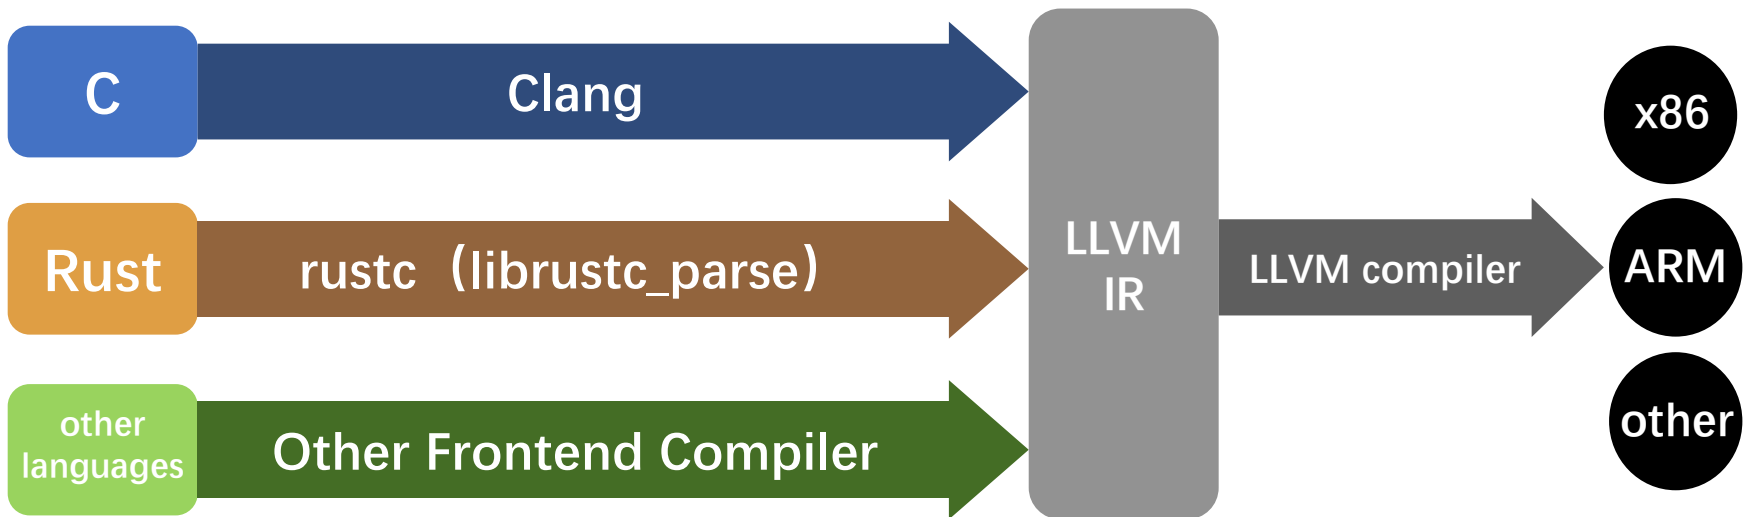 C
Clang
Rust
rustc（librustc_parse）
other
languages
Other Frontend Compiler
LLVM
IR
LLVM compiler
x86
ARM
other